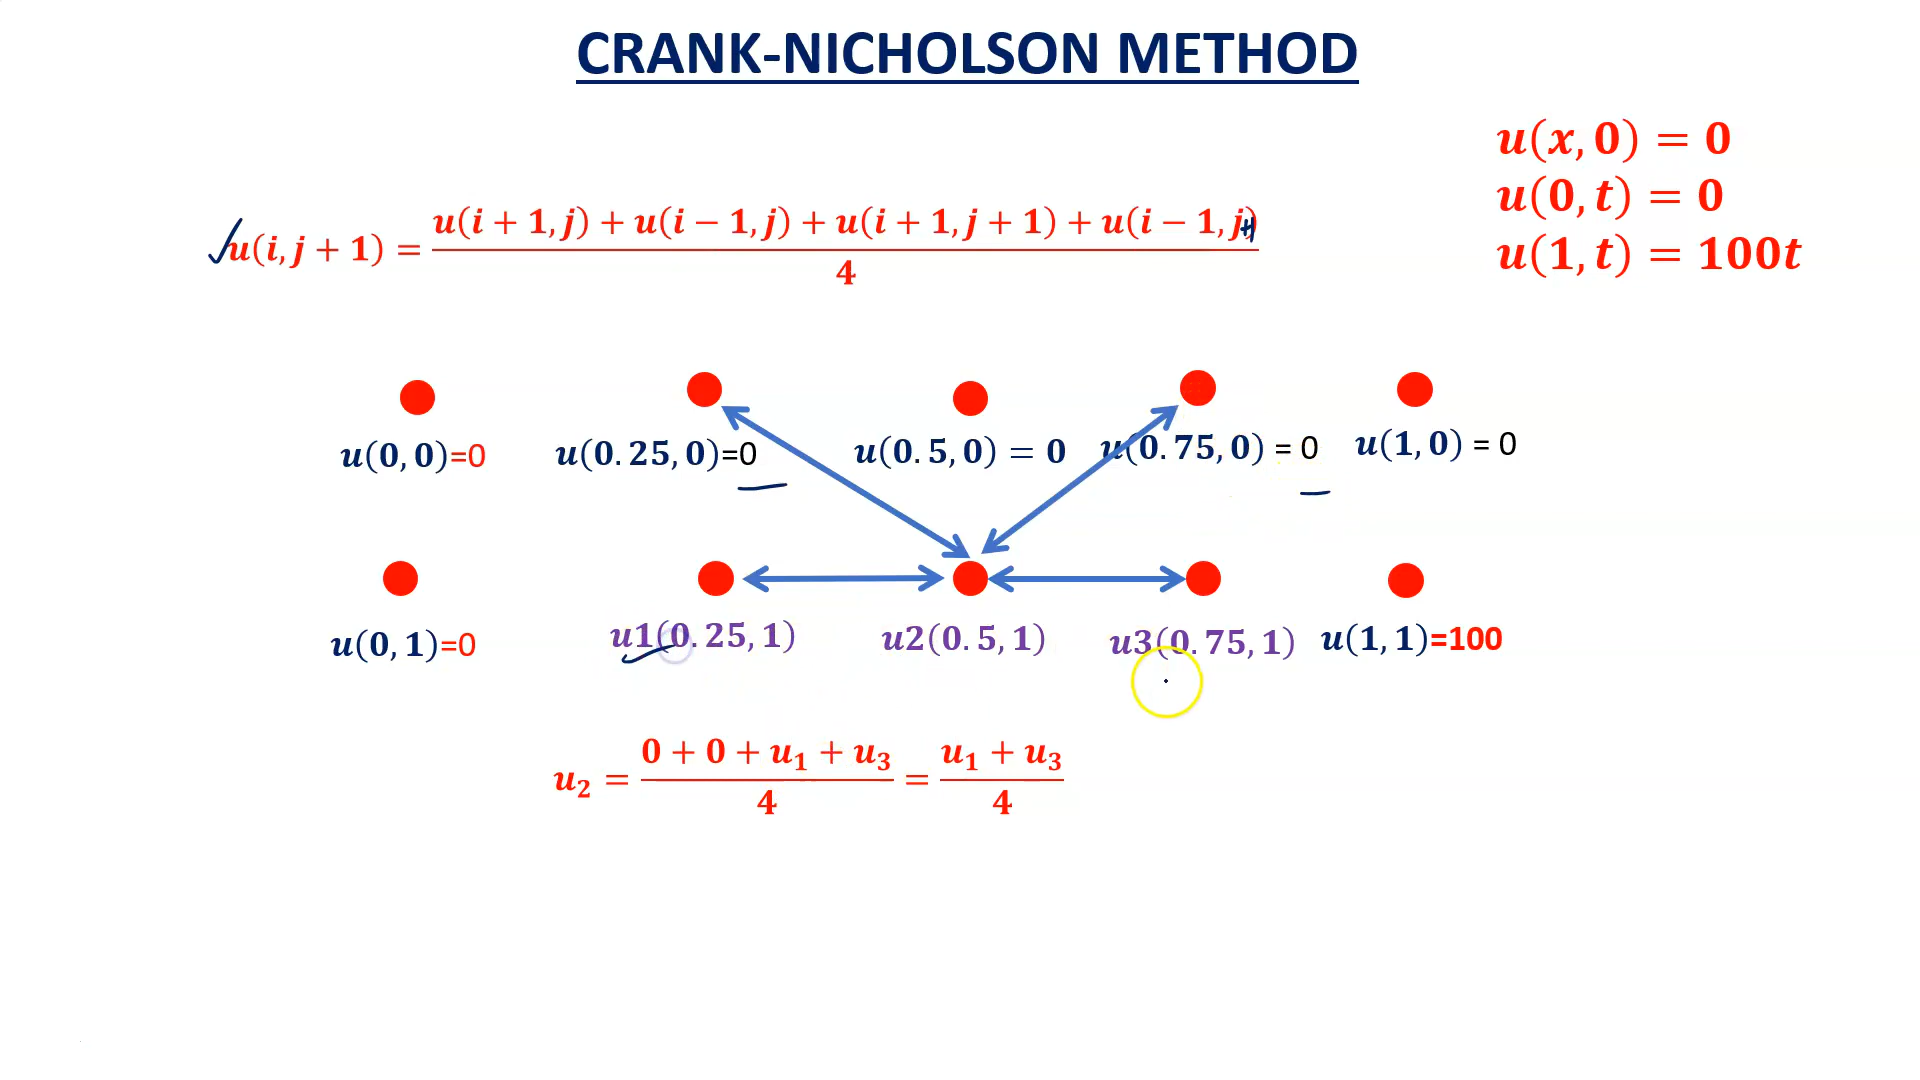 CRANK-NICHOLSON METHOD
u(x, 0) = 0
u(0, t) = 0
u(1, t) = 100t
u(i, j + 1) = \frac{u(i + 1, j) + u(i − 1, j) + u(i + 1, j + 1) + u(i − 1, j+1}{4}
u(0, 0)=0 u(0.25, 0)=0 u(0.5, 0) = 0 u(0.75, 0) = 0 u(1, 0) = 0
u(0, 1)=0 u1(0.25, 1) u2(0.5, 1) u3(0.75, 1) u(1, 1)=100
u₂ = \frac{0 + 0 + u₁ + u₃}{4} = \frac{u₁ + u₃}{4}